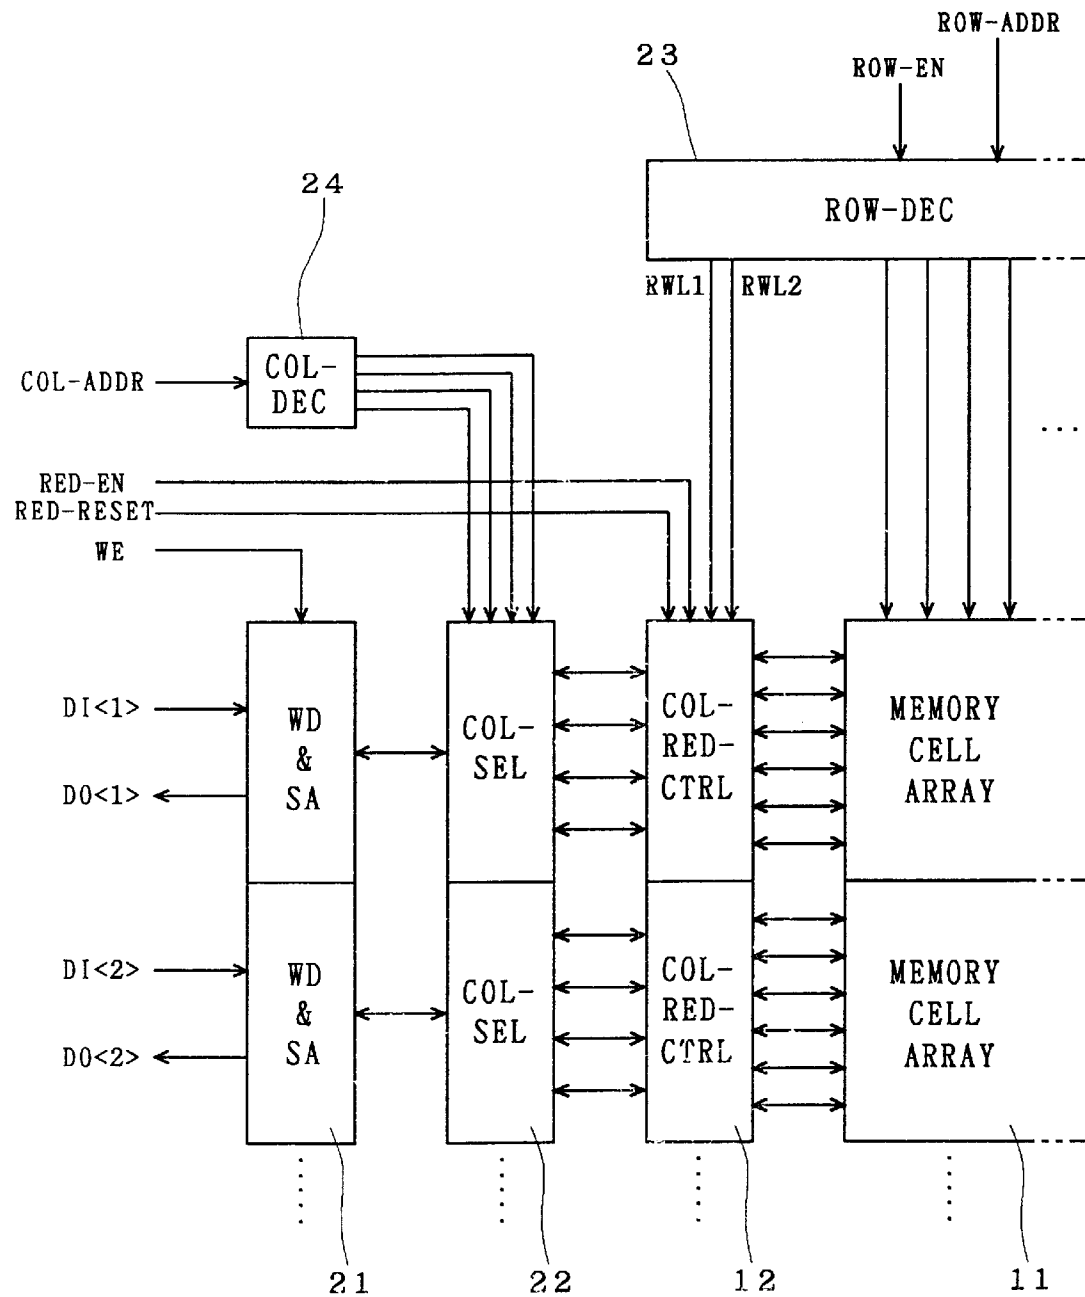 ROW-ADDR
23
ROW-EN
24
ROW-DEC
RWL1 RWL2
COL-ADDR
COL-
DEC
RED-EN
RED-RESET
WE
DI<1>
DO<1>
WD
&
SA
COL-
SEL
COL-
RED-
CTRL
MEMORY
CELL
ARRAY
DI<2>
DO<2>
WD
&
SA
COL-
SEL
COL-
RED-
CTRL
MEMORY
CELL
ARRAY
21 22 12 11